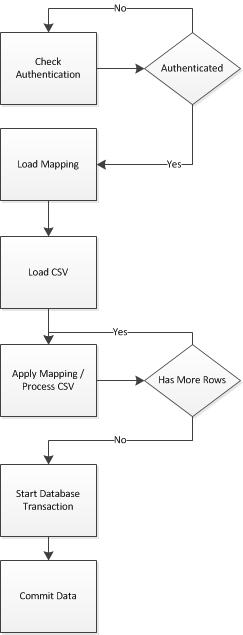 No
Check
Authentication
Authenticated
Load Mapping
Yes
Load CSV
Yes
Apply Mapping /
Process CSV
Has More Rows
No
Start Database
Transaction
Commit Data